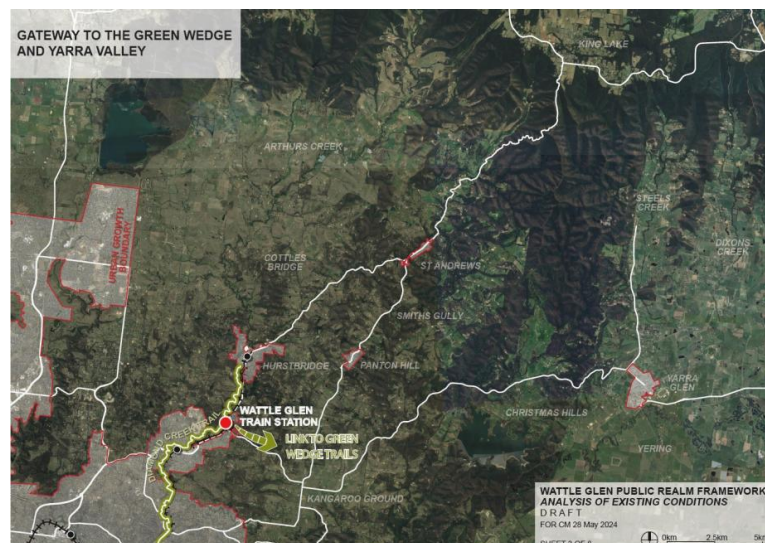 GATEWAY TO THE GREEN WEDGE
AND YARRA VALLEY
KING LAKE
ARTHURS CREEK
STEELS
CREEK
URBAN GROWTH
BOUNDARY
DIXONS
CREEK
COTTLES
BRIDGE
ST ANDREWS
SMITHS GULLY
HURSTBRIDGE
PANTON HILL
YARRA
GLEN
WATTLE GLEN
TRAIN STATION
CHRISTMAS HILLS
CREEK TRAIL
LINK TO GREEN
WEDGE TRAILS
YERING
KANGAROO GROUND
WATTLE GLEN PUBLIC REALM FRAMEWORK
ANALYSIS OF EXISTING CONDITIONS
DRAFT
FOR CM 28 May 2024
0km 2.5km